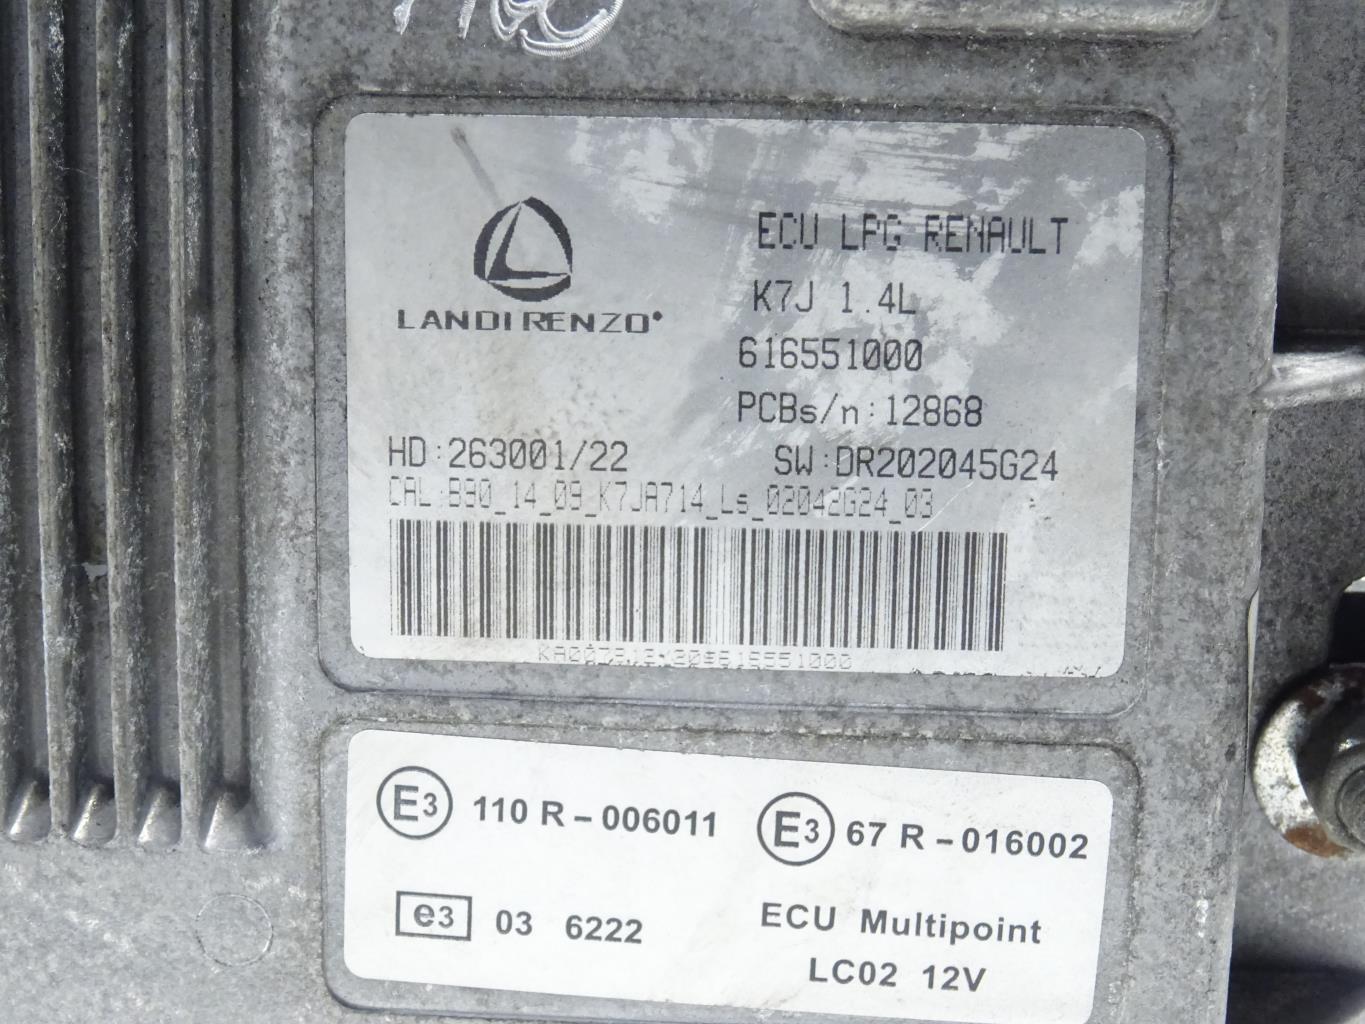 LANDIRENZO
ECU LPG RENAULT
K7J 1.4L
616551000
PCBs/n:12868
HD:263001/22 SW:DR202045G24
CAL:B90_14_09_K7JA714_Ls_02042G24_03
E3 110 R-006011 E3 67 R-016002
e3 03 6222 ECU Multipoint
LC02 12V